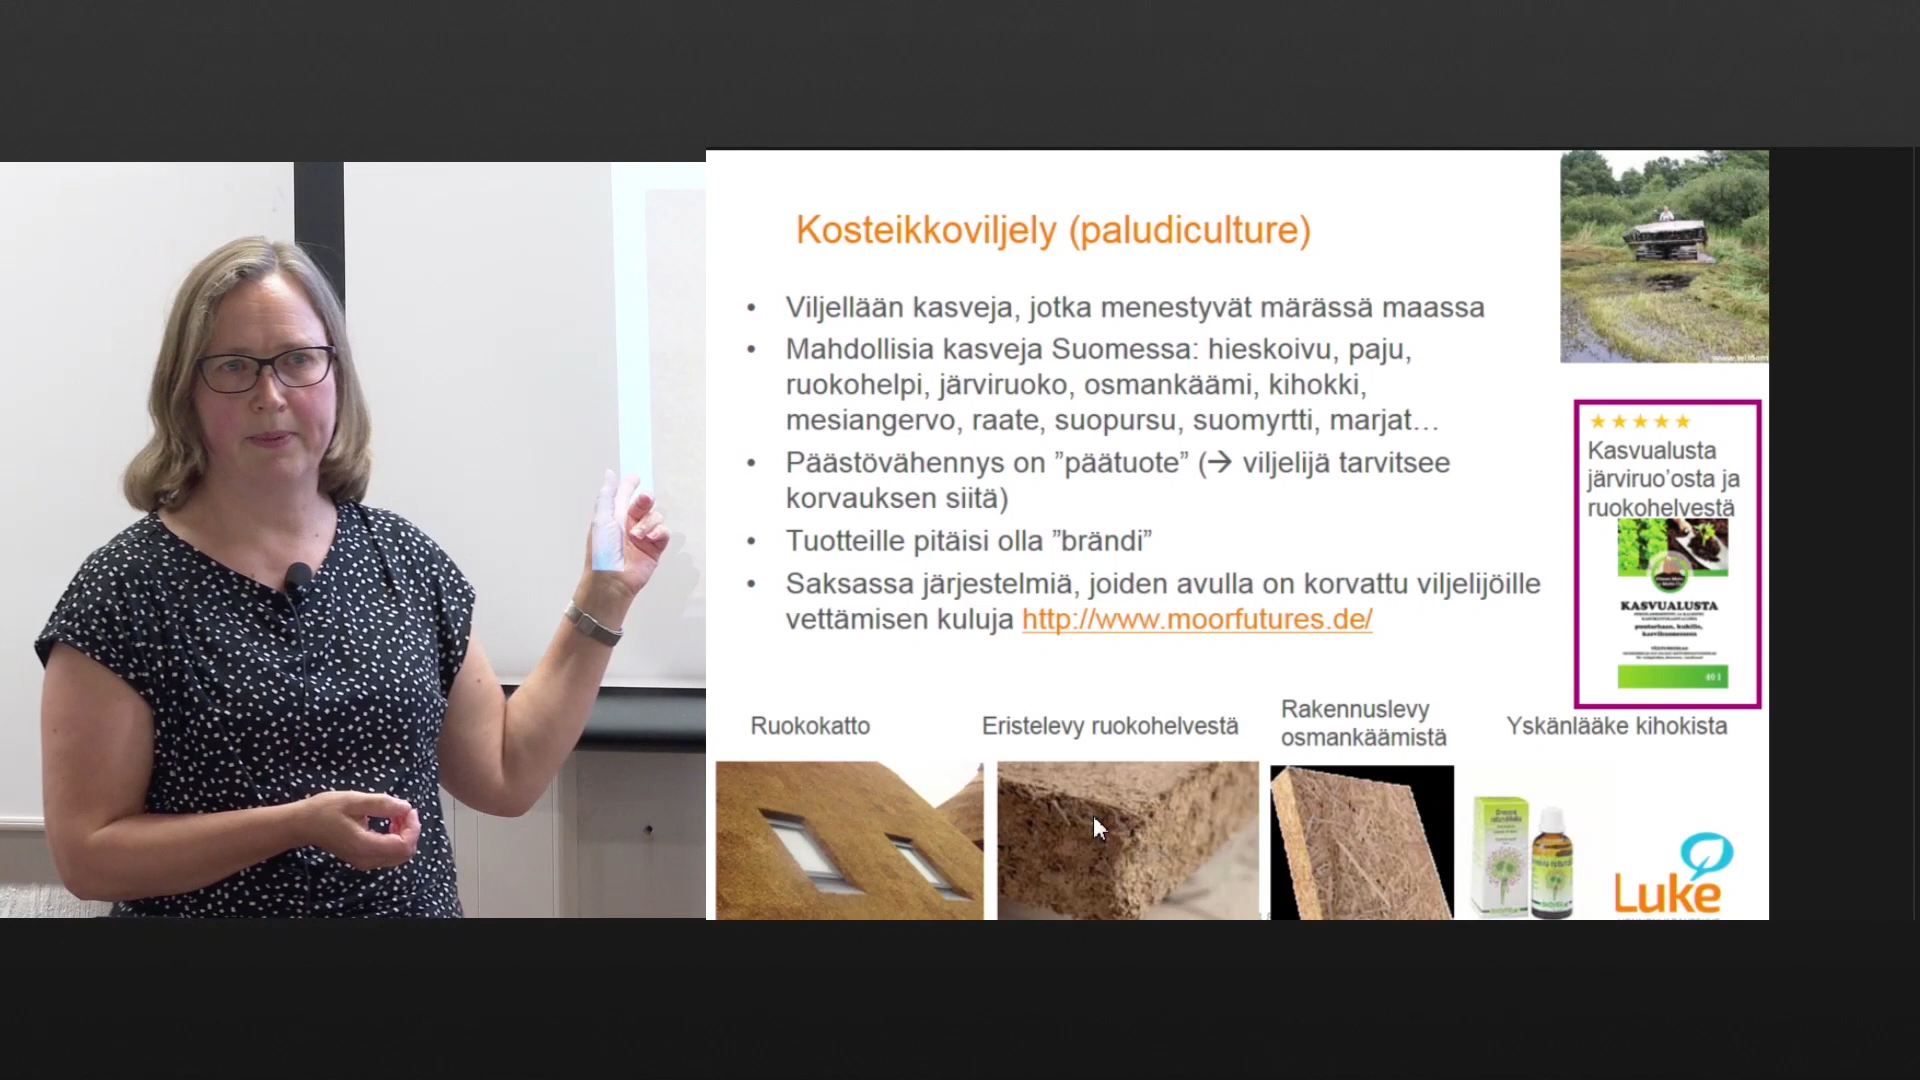 Kosteikkoviljely (paludiculture)
• Viljellään kasveja, jotka menestyvät märässä maassa
• Mahdollisia kasveja Suomessa: hieskoivu, paju,
ruokohelpi, järviruoko, osmankäämi, kihokki,
mesiangervo, raate, suopursu, suomyrtti, marjat…
• Päästövähennys on ”päätuote” (→ viljelijä tarvitsee
korvauksen siitä)
• Tuotteille pitäisi olla ”brändi”
• Saksassa järjestelmiä, joiden avulla on korvattu viljelijöille
vettämisen kuluja http://www.moorfutures.de/
Kasvualusta
järviruo’osta ja
ruokohelvestä
KASVUALUSTA
Ruokokatto
Eristelevy ruokohelvestä
Rakennuslevy
osmankäämistä
Yskänlääke kihokista
Luke